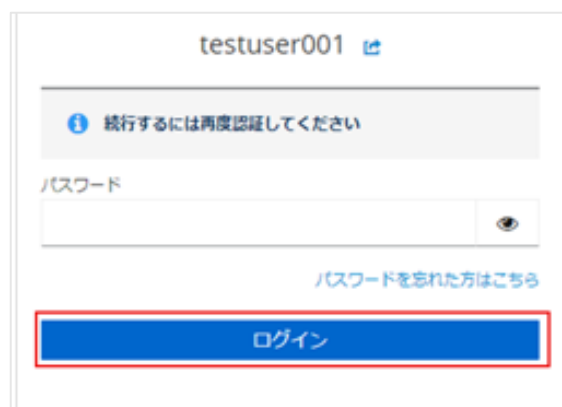 testuser001
続行するには再度認証してください
パスワード
パスワードを忘れた方はこちら
ログイン